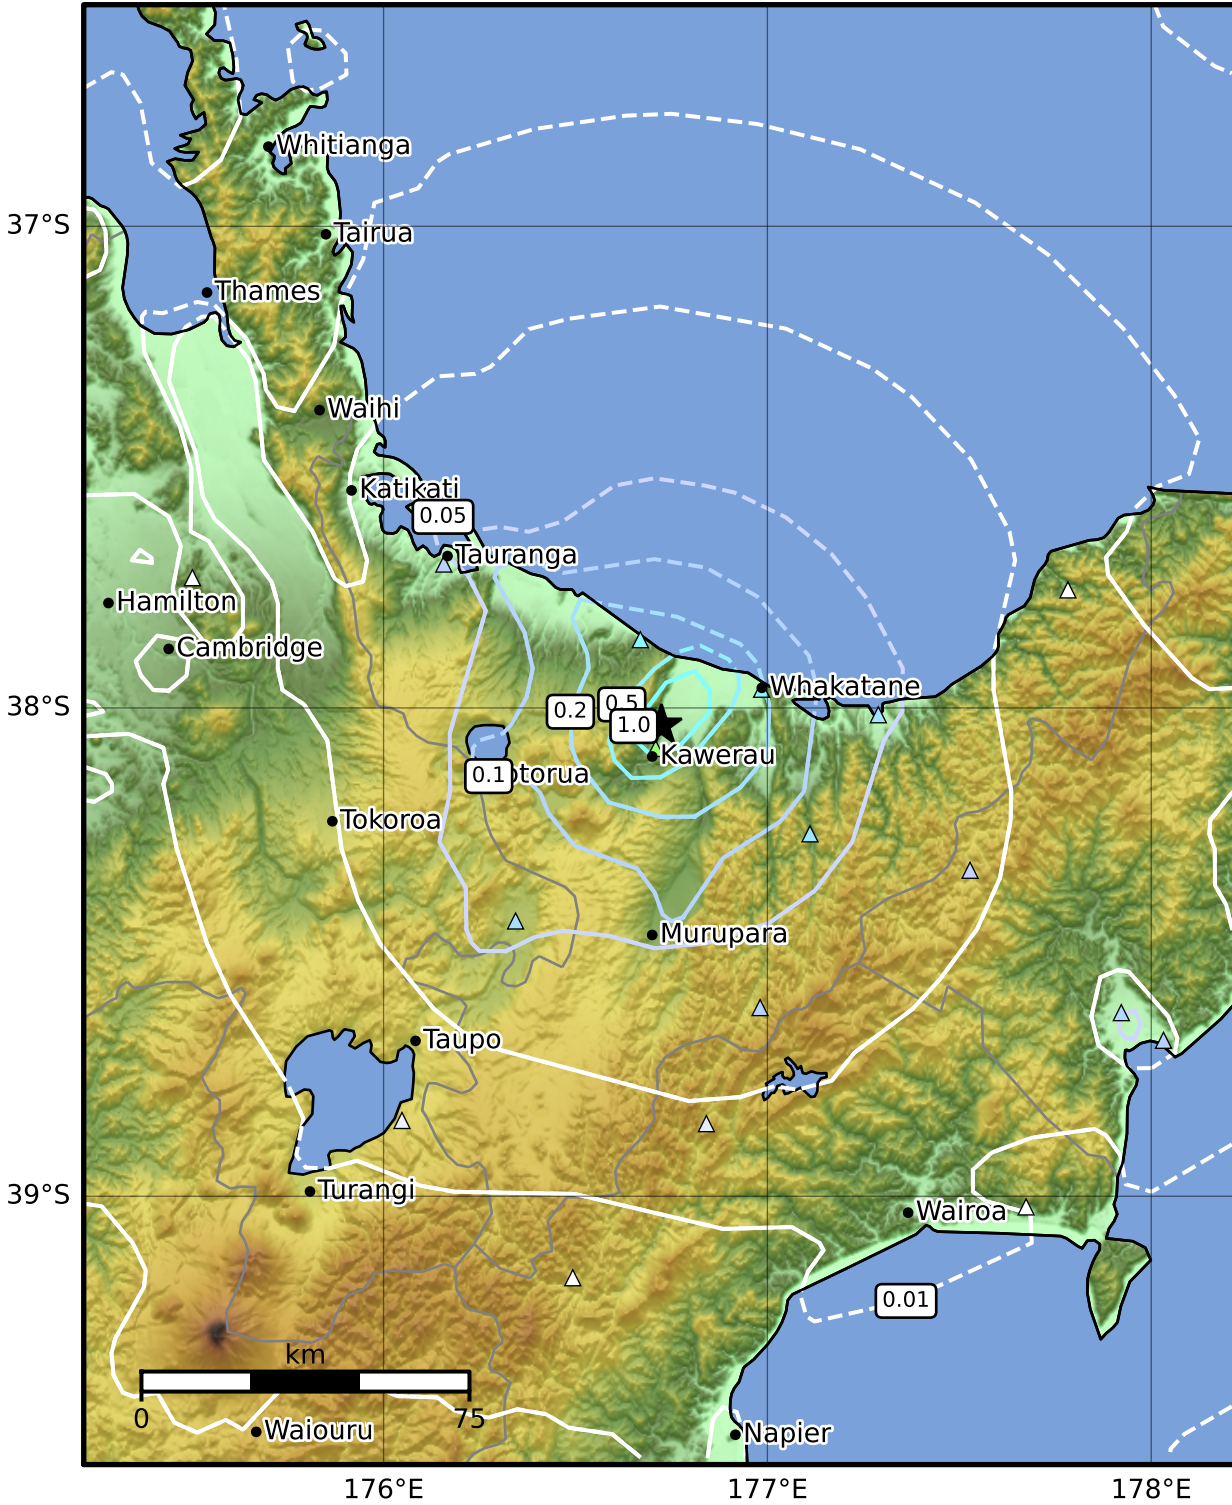 Whitianga
37°S
Tairua
Thames
Waihi
Katikati
0.05
Tauranga
Hamilton
Cambridge
Whakatane
38°S
0.2
0.5
1.0
Kawerau
0.1
otorua
Tokoroa
Murupara
Taupo
Turangi
39°S
Wairoa
0.01
km
0
75
Waiouru
Napier
176°E
177°E
178°E